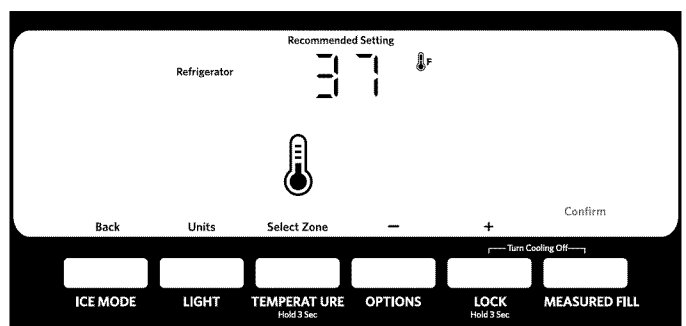 Recommended Setting
Refrigerator 37 F
Back Units Select Zone – + Confirm
Turn Cooling Off
ICE MODE LIGHT TEMPERAT URE OPTIONS LOCK MEASURED FILL
Hold 3 Sec Hold 3 Sec